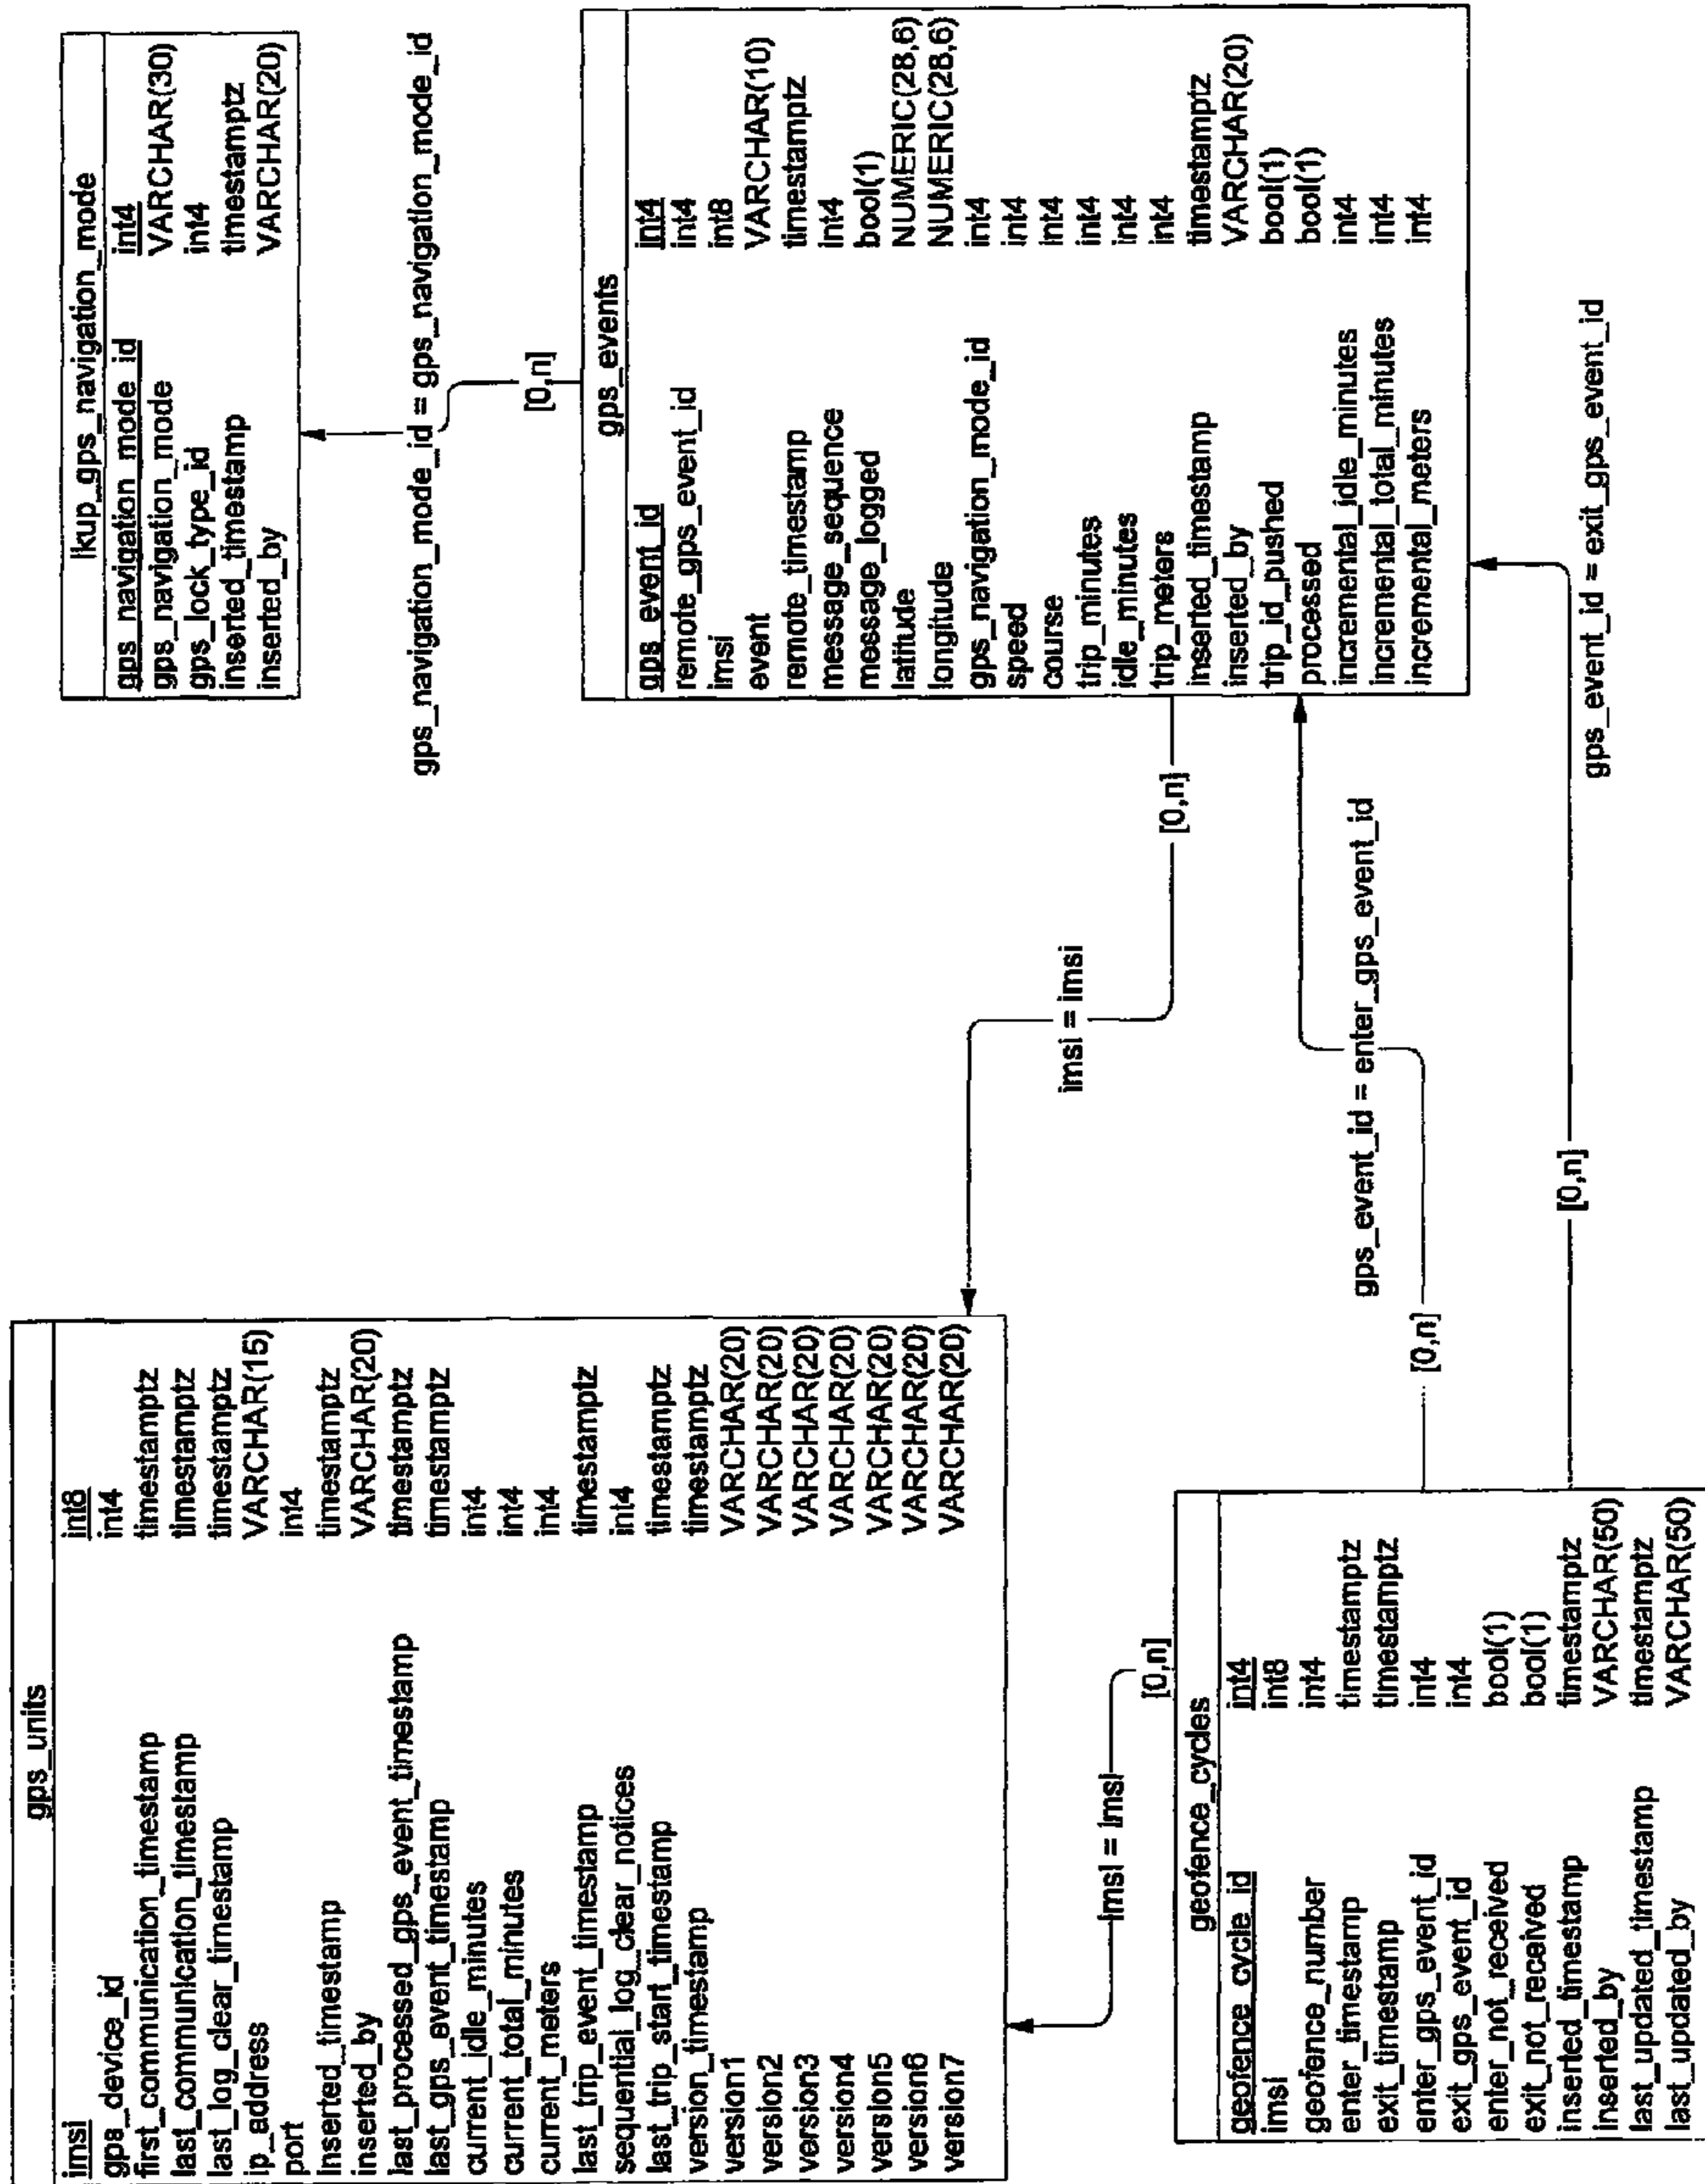 gps_units
imsi int8
gps_device_id int4
first_communication_timestamp timestamptz
last_communication_timestamp timestamptz
last_log_clear_timestamp timestamptz
ip_address VARCHAR(15)
port int4
inserted_timestamp timestamptz
inserted_by VARCHAR(20)
last_processed_gps_event_timestamp timestamptz
last_gps_event_timestamp timestamptz
current_idle_minutes int4
current_total_minutes int4
current_meters int4
last_trip_event_timestamp timestamptz
sequential_log_clear_notices int4
last_trip_start_timestamp timestamptz
version_timestamp timestamptz
version1 VARCHAR(20)
version2 VARCHAR(20)
version3 VARCHAR(20)
version4 VARCHAR(20)
version5 VARCHAR(20)
version6 VARCHAR(20)
version7 VARCHAR(20)
lkup_gps_navigation_mode
gps_navigation_mode_id int4
gps_navigation_mode VARCHAR(30)
gps_lock_type_id int4
inserted_timestamp timestamptz
inserted_by VARCHAR(20)
gps_navigation_mode_id = gps_navigation_mode_id
[0,n]
gps_events
gps_event_id int4
remote_gps_event_id int4
imsi int8
event VARCHAR(10)
remote_timestamp timestamptz
message_sequence int4
message_logged bool(1)
latitude NUMERIC(28,6)
longitude NUMERIC(28,6)
gps_navigation_mode_id int4
speed int4
course int4
trip_minutes int4
idle_minutes int4
trip_meters int4
inserted_timestamp timestamptz
inserted_by VARCHAR(20)
trip_id_pushed bool(1)
processed bool(1)
incremental_idle_minutes int4
incremental_total_minutes int4
incremental_meters int4
[0,n]
imsi = imsi
imsi = imsi
[0,n]
geofence_cycles
geofence_cycle_id int4
imsi int8
geofence_number int4
enter_timestamp timestamptz
exit_timestamp timestamptz
enter_gps_event_id int4
exit_gps_event_id int4
enter_not_received bool(1)
exit_not_received bool(1)
inserted_timestamp timestamptz
inserted_by VARCHAR(50)
last_updated_timestamp timestamptz
last_updated_by VARCHAR(50)
gps_event_id = enter_gps_event_id
[0,n]
[0,n]
gps_event_id = exit_gps_event_id